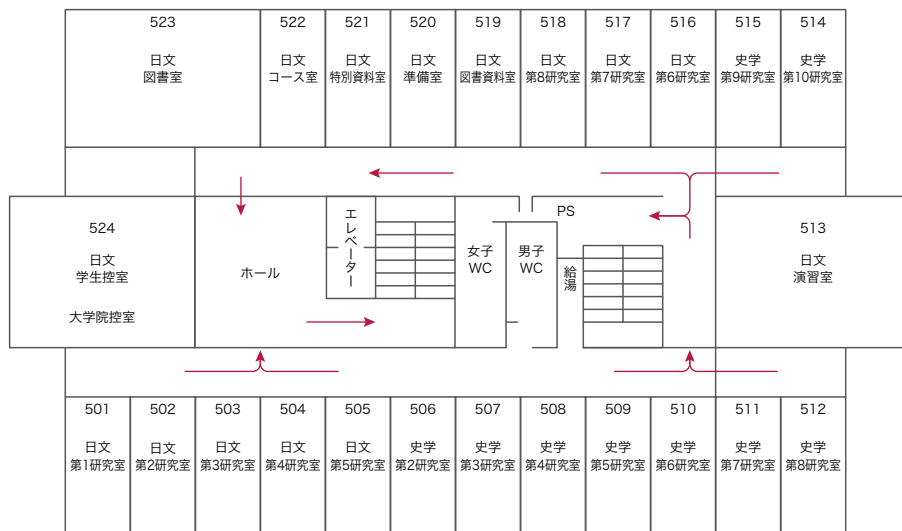 523
日文
図書室
522
日文
コース室
521
日文
特別資料室
520
日文
準備室
519
日文
図書資料室
518
日文
第8研究室
517
日文
第7研究室
516
日文
第6研究室
515
史学
第9研究室
514
史学
第10研究室
524
日文
学生控室
大学院控室
ホール
エレベーター
女子
WC
男子
WC
PS
給湯
513
日文
演習室
501
日文
第1研究室
502
日文
第2研究室
503
日文
第3研究室
504
日文
第4研究室
505
日文
第5研究室
506
史学
第2研究室
507
史学
第3研究室
508
史学
第4研究室
509
史学
第5研究室
510
史学
第6研究室
511
史学
第7研究室
512
史学
第8研究室